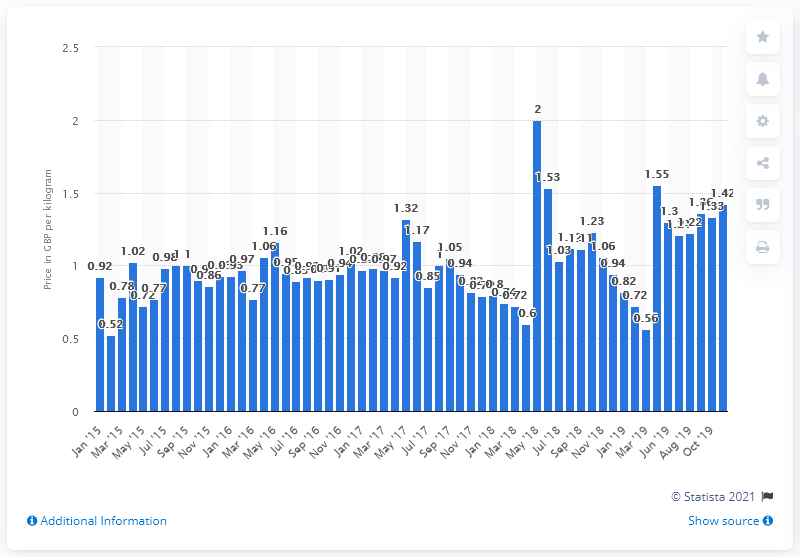 2.5
2
1.5
1
0.5
0
Price in GBP per kilogram
0.92
0.52
0.78
1.02
0.72
0.77
0.98
1
0.86
0.97
0.77
1.06
1.16
0.94
1.02
0.92
1.32
1.17
0.85
1.05
0.94
0.8
0.72
0.6
2
1.53
1.03
1.23
1.06
0.94
0.82
0.72
0.56
1.55
1.3
1.22
1.33
1.42
Jan '15
Mar '15
May '15
Jul '15
Sep '15
Nov '15
Jan '16
Mar '16
May '16
Jul '16
Sep '16
Nov '16
Jan '17
Mar '17
May '17
Jul '17
Sep '17
Nov '17
Jan '18
Mar '18
May '18
Jul '18
Sep '18
Nov '18
Jan '19
Mar '19
Jun '19
Aug '19
Oct '19
© Statista 2021
Additional Information
Show source